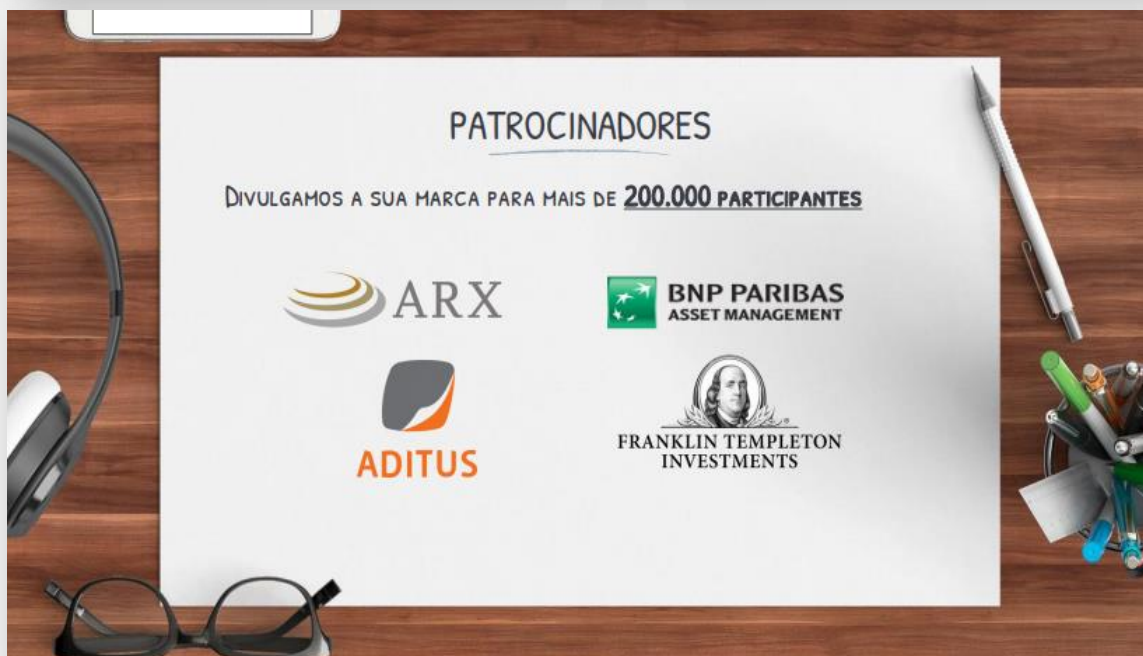 PATROCINADORES
DIVULGAMOS A SUA MARCA PARA MAIS DE 200.000 PARTICIPANTES
ARX
BNP PARIBAS
ASSET MANAGEMENT
ADITUS
FRANKLIN TEMPLETON
INVESTMENTS